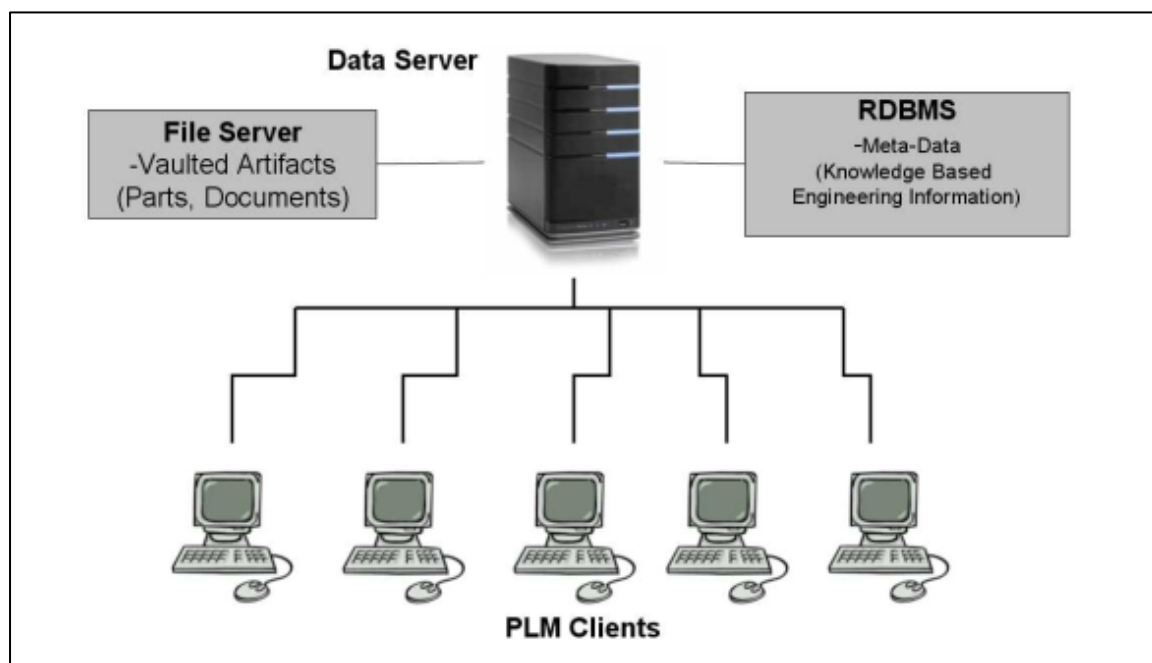 Data Server
File Server
-Vaulted Artifacts
(Parts, Documents)
RDBMS
-Meta-Data
(Knowledge Based
Engineering Information)
PLM Clients